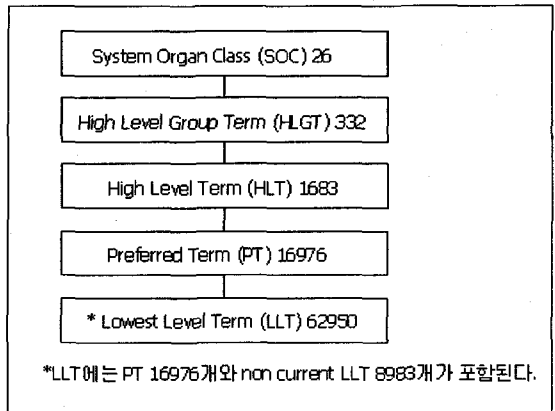 System Organ Class (SOC) 26
High Level Group Term (HLGT) 332
High Level Term (HLT) 1683
Preferred Term (PT) 16976
* Lowest Level Term (LLT) 62950
*LLT에는 PT 16976개와 non current LLT 8983개가 포함된다.